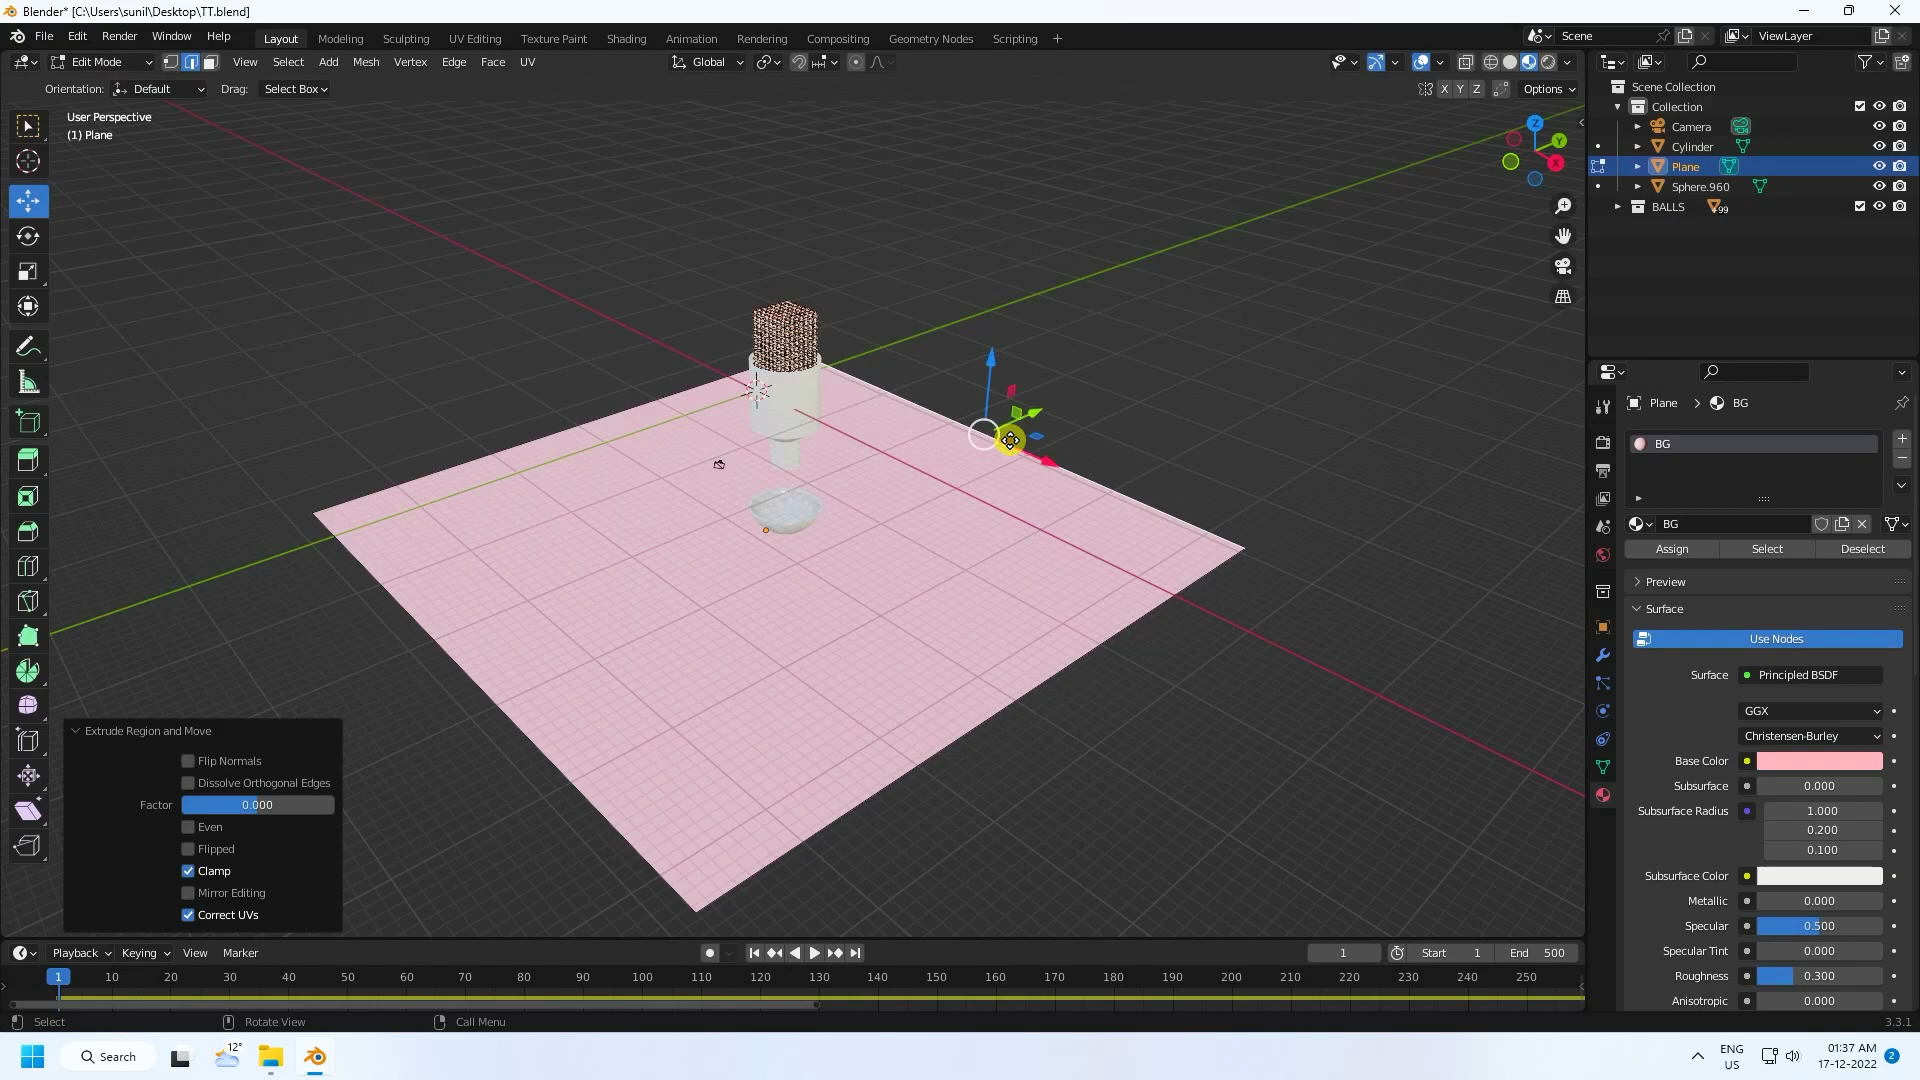 Blender* [C:\Users\sunil\Desktop\TT.blend]
File Edit Render Window Help Layout Modeling Sculpting UV Editing Texture Paint Shading Animation Rendering Compositing Geometry Nodes Scripting + Scene ViewLayer
Edit Mode View Select Add Mesh Vertex Edge Face UV Global
Orientation: Default Drag: Select Box X Y Z Options
User Perspective
(1) Plane
Z
Y
X
Scene Collection
Collection
Camera
Cylinder
Plane
Sphere.960
BALLS 99
Plane > BG
BG
BG
Assign Select Deselect
Preview
Surface
Use Nodes
Surface Principled BSDF
GGX
Christensen-Burley
Base Color
Subsurface 0.000
Subsurface Radius 1.000
0.200
0.100
Subsurface Color
Metallic 0.000
Specular 0.500
Specular Tint 0.000
Roughness 0.300
Anisotropic 0.000
Extrude Region and Move
Flip Normals
Dissolve Orthogonal Edges
Factor 0.000
Even
Flipped
Clamp
Mirror Editing
Correct UVs
Playback Keying View Marker 1 Start 1 End 500
1 10 20 30 40 50 60 70 80 90 100 110 120 130 140 150 160 170 180 190 200 210 220 230 240 250
Select Rotate View Call Menu 3.3.1
Search 12° ENG US 01:37 AM 17-12-2022 2